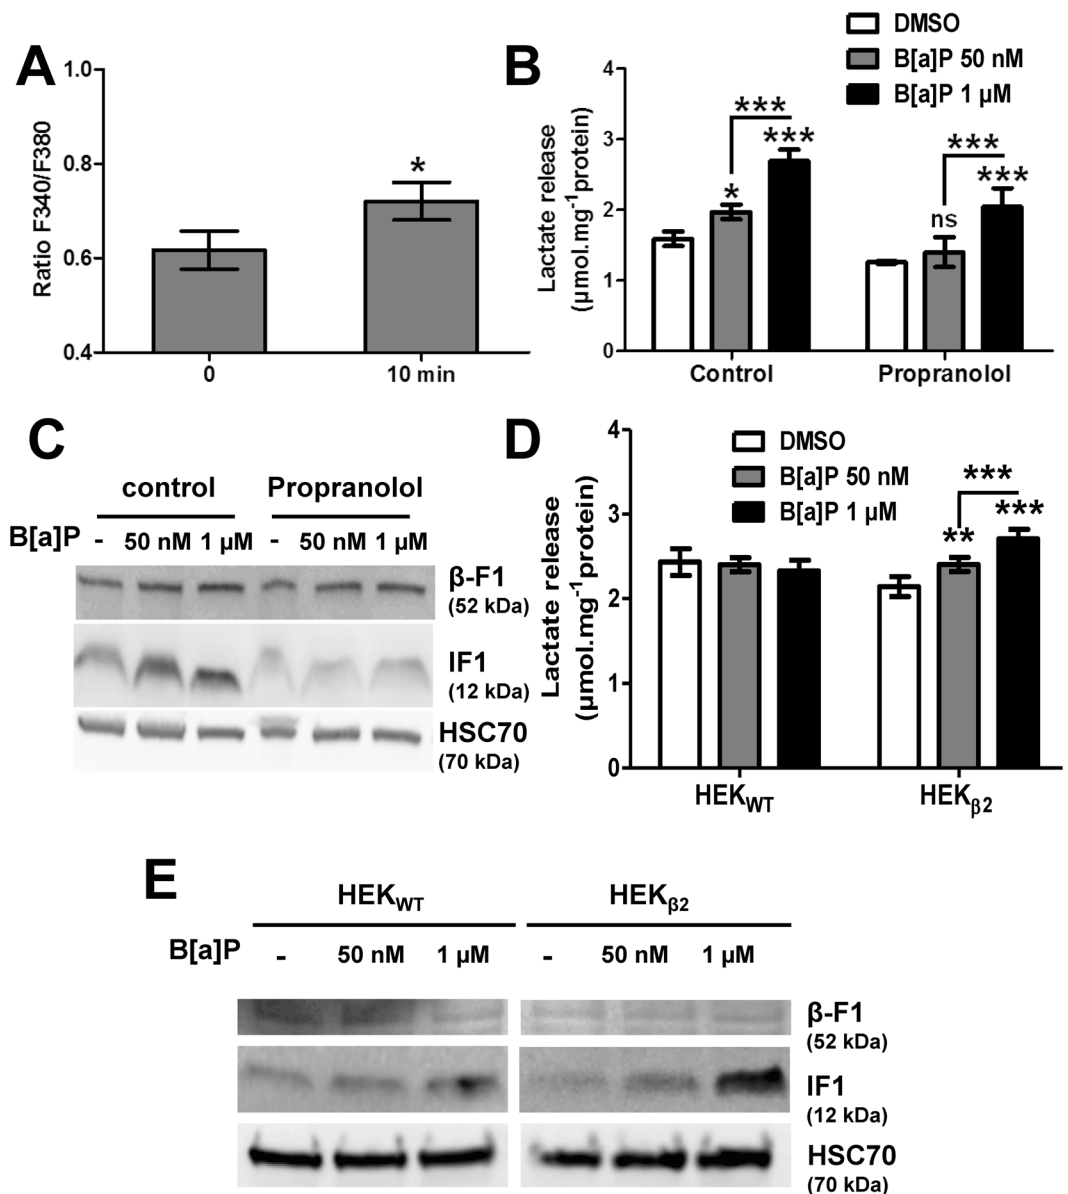 A
Ratio F340/F380
1.0
0.8
0.6
0.4
*
0
10 min
B
DMSO
B[a]P 50 nM
B[a]P 1 µM
Lactate release
(µmol.mg-1protein)
4
3
2
1
0
***
***
*
***
***
ns
Control
Propranolol
C
control
Propranolol
B[a]P
- 50 nM 1 µM - 50 nM 1 µM
β-F1
(52 kDa)
IF1
(12 kDa)
HSC70
(70 kDa)
D
DMSO
B[a]P 50 nM
B[a]P 1 µM
Lactate release
(µmol.mg-1protein)
4
3
2
1
0
***
***
**
HEKWT
HEKβ2
E
HEKWT
HEKβ2
B[a]P - 50 nM 1 µM - 50 nM 1 µM
β-F1
(52 kDa)
IF1
(12 kDa)
HSC70
(70 kDa)